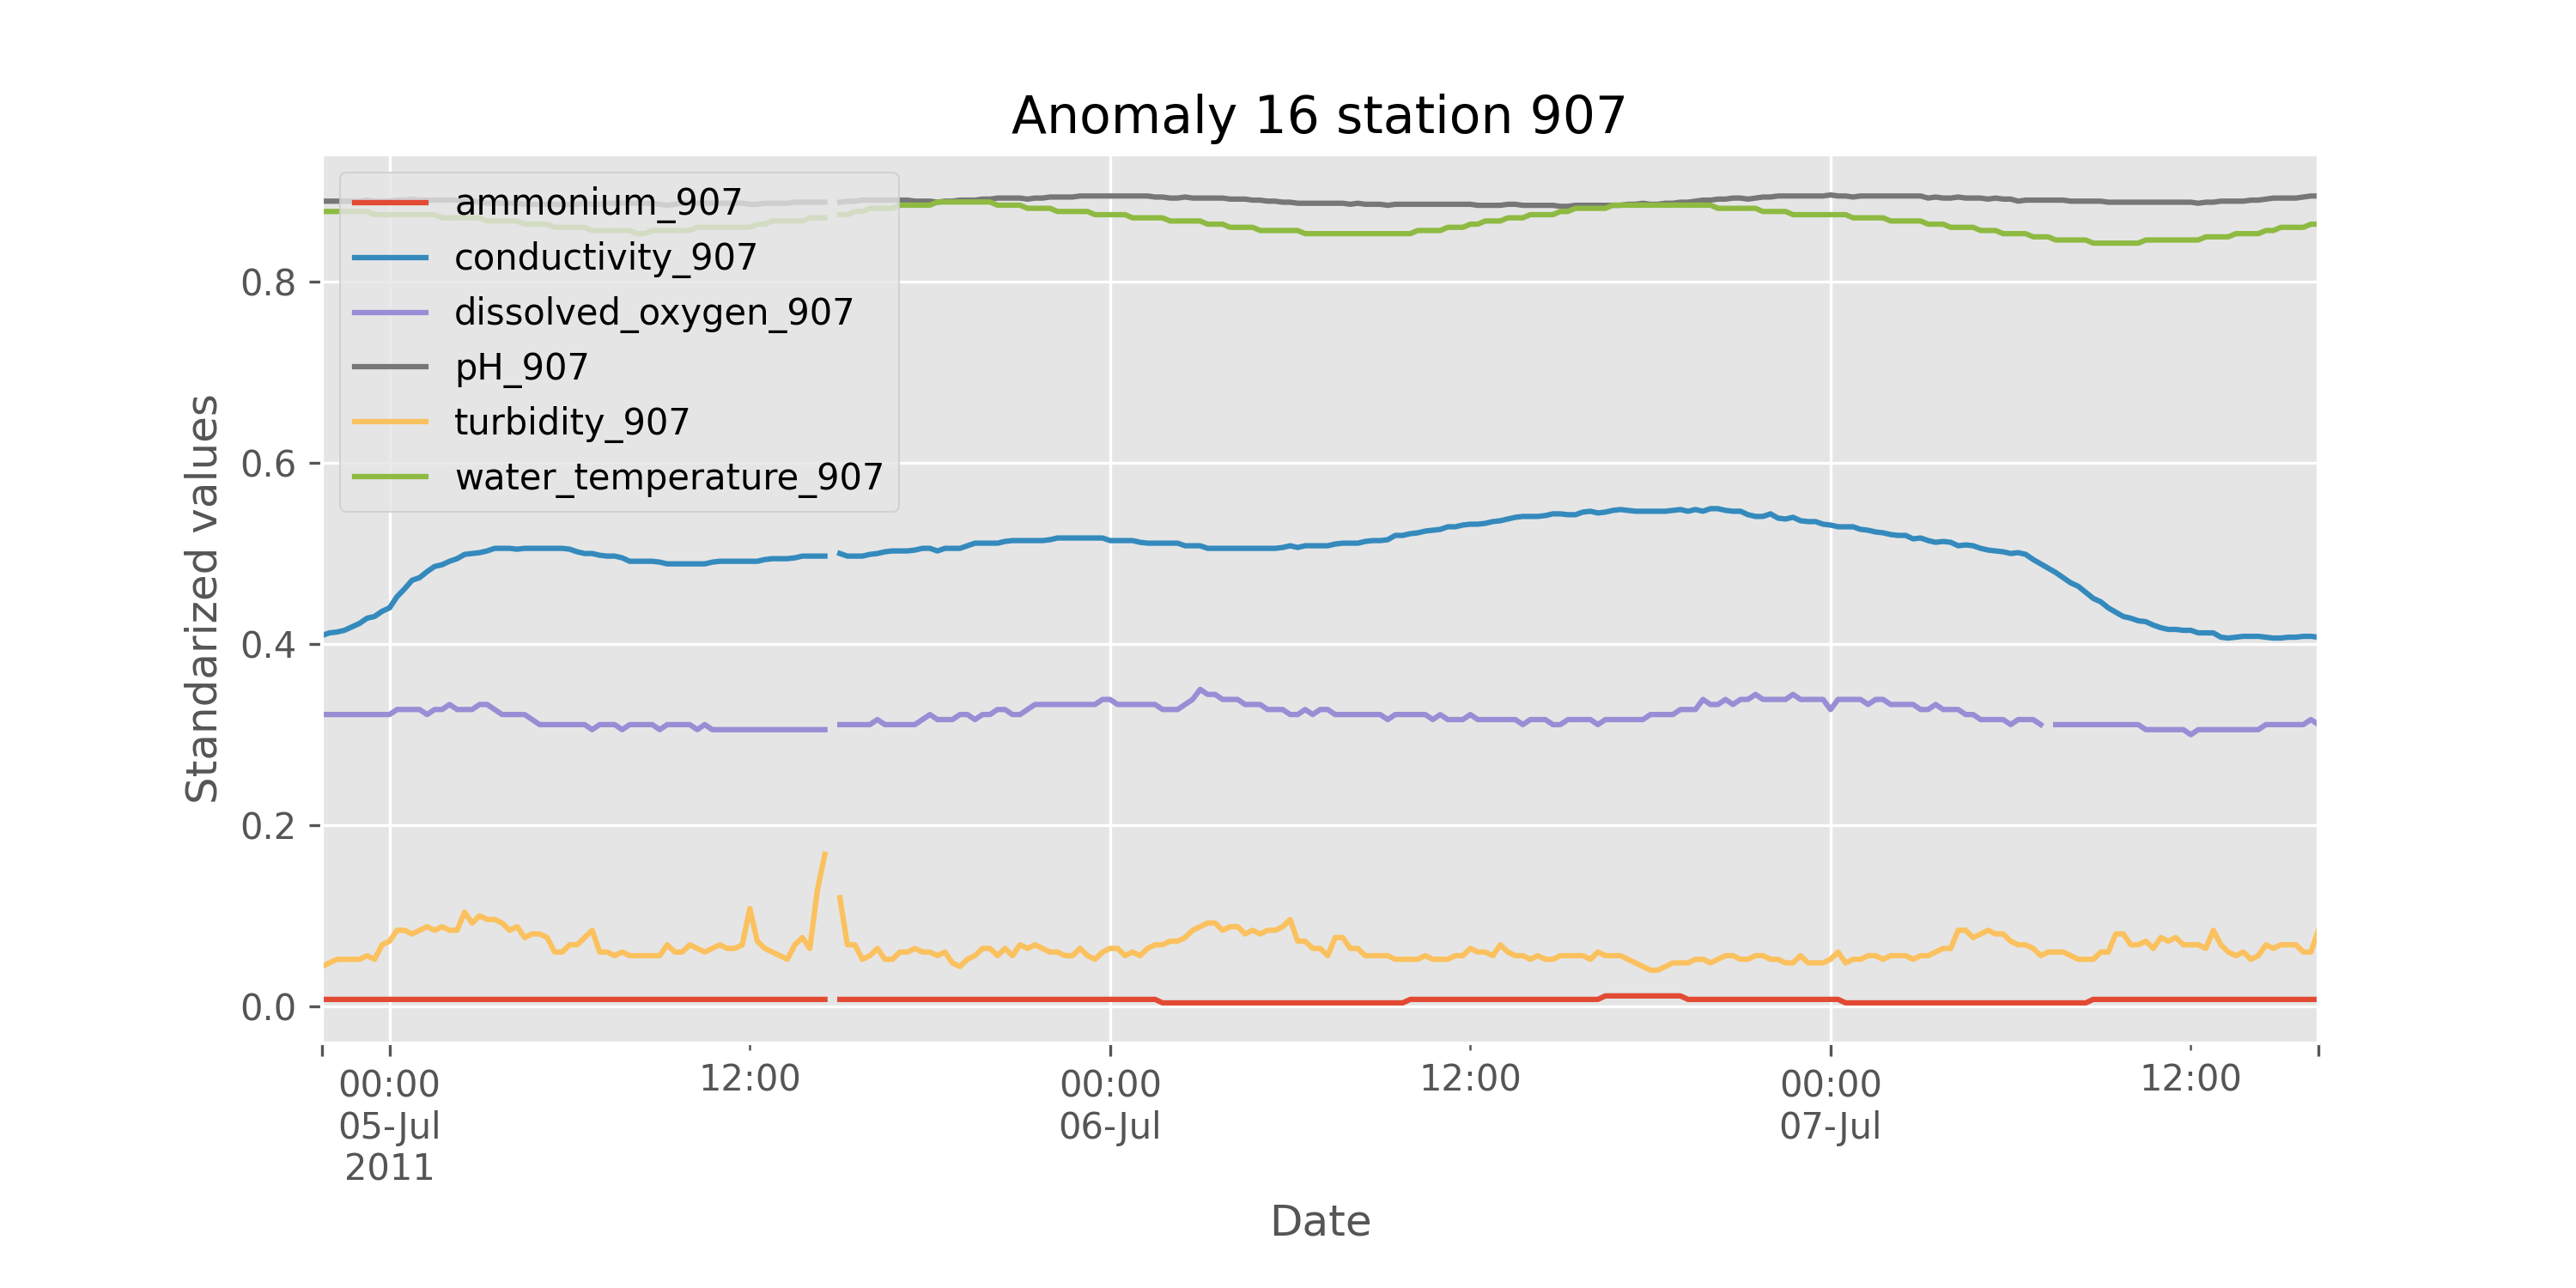 Anomaly 16 station 907
ammonium_907
conductivity_907
dissolved_oxygen_907
pH_907
turbidity_907
water_temperature_907
Standarized values
0.8
0.6
0.4
0.2
0.0
00:00 12:00 00:00 12:00 00:00 12:00
05-Jul 06-Jul 07-Jul
2011
Date